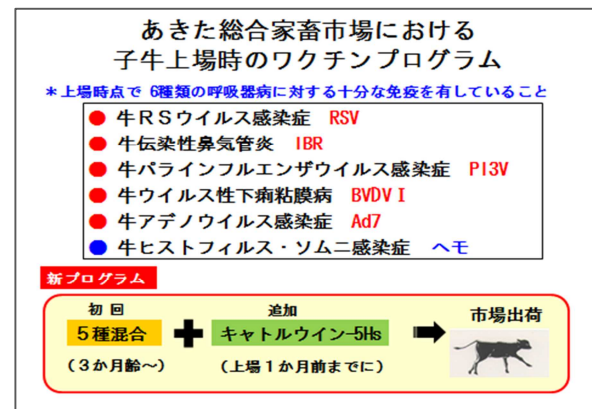 あきた総合家畜市場における
子牛上場時のワクチンプログラム
＊上場時点で 6種類の呼吸器病に対する十分な免疫を有していること
牛ＲＳウイルス感染症 RSV
牛伝染性鼻気管炎 IBR
牛パラインフルエンザウイルス感染症 PI3V
牛ウイルス性下痢粘膜病 BVDVⅠ
牛アデノウイルス感染症 Ad7
牛ヒストフィルス・ソムニ感染症 ヘモ
新プログラム
初回 追加 市場出荷
５種混合 キャトルウイン-5Hs
（３か月齢～） （上場１か月前までに）